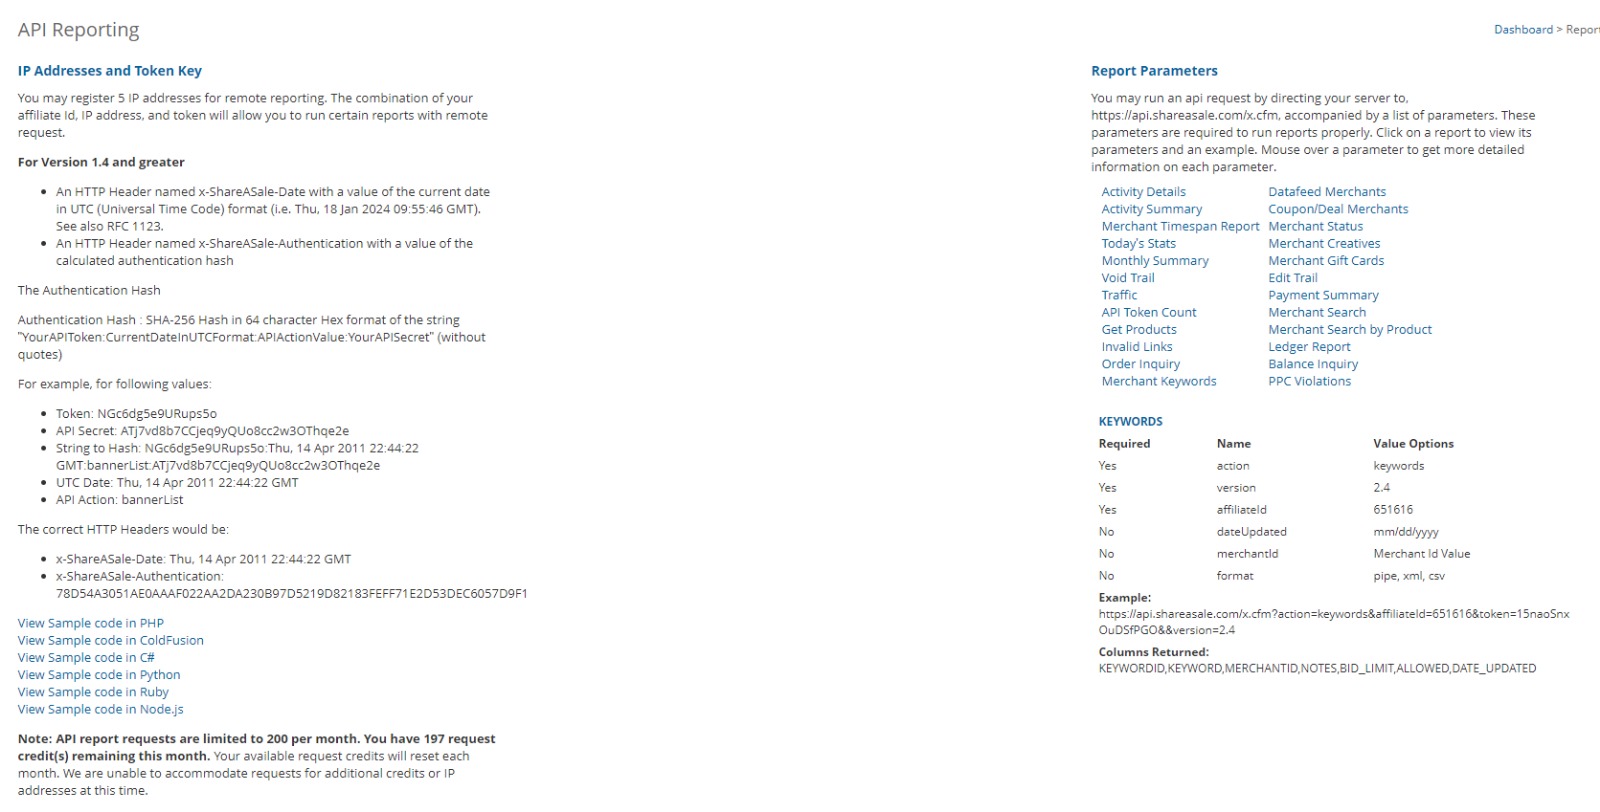 API Reporting
Dashboard > Report
IP Addresses and Token Key
You may register 5 IP addresses for remote reporting. The combination of your
affiliate Id, IP address, and token will allow you to run certain reports with remote
request.
For Version 1.4 and greater
• An HTTP Header named x-ShareASale-Date with a value of the current date
in UTC (Universal Time Code) format (i.e. Thu, 18 Jan 2024 09:55:46 GMT).
See also RFC 1123.
• An HTTP Header named x-ShareASale-Authentication with a value of the
calculated authentication hash
The Authentication Hash
Authentication Hash : SHA-256 Hash in 64 character Hex format of the string
"YourAPIToken:CurrentDateInUTCFormat:APIActionValue:YourAPISecret" (without
quotes)
For example, for following values:
• Token: NGc6dg5e9URups5o
• API Secret: ATj7vd8b7CCjeq9yQUo8cc2w3OThqe2e
• String to Hash: NGc6dg5e9URups5o:Thu, 14 Apr 2011 22:44:22
GMT:bannerList:ATj7vd8b7CCjeq9yQUo8cc2w3OThqe2e
• UTC Date: Thu, 14 Apr 2011 22:44:22 GMT
• API Action: bannerList
The correct HTTP Headers would be:
• x-ShareASale-Date: Thu, 14 Apr 2011 22:44:22 GMT
• x-ShareASale-Authentication:
78D54A3051AE0AAAF022AA2DA230B97D5219D82183FEFF71E2D53DEC6057D9F1
View Sample code in PHP
View Sample code in ColdFusion
View Sample code in C#
View Sample code in Python
View Sample code in Ruby
View Sample code in Node.js
Note: API report requests are limited to 200 per month. You have 197 request
credit(s) remaining this month. Your available request credits will reset each
month. We are unable to accommodate requests for additional credits or IP
addresses at this time.
Report Parameters
You may run an api request by directing your server to,
https://api.shareasale.com/x.cfm, accompanied by a list of parameters. These
parameters are required to run reports properly. Click on a report to view its
parameters and an example. Mouse over a parameter to get more detailed
information on each parameter.
Activity Details Datafeed Merchants
Activity Summary Coupon/Deal Merchants
Merchant Timespan Report Merchant Status
Today's Stats Merchant Creatives
Monthly Summary Merchant Gift Cards
Void Trail Edit Trail
Traffic Payment Summary
API Token Count Merchant Search
Get Products Merchant Search by Product
Invalid Links Ledger Report
Order Inquiry Balance Inquiry
Merchant Keywords PPC Violations
KEYWORDS
Required Name Value Options
Yes action keywords
Yes version 2.4
Yes affiliateId 651616
No dateUpdated mm/dd/yyyy
No merchantId Merchant Id Value
No format pipe, xml, csv
Example:
https://api.shareasale.com/x.cfm?action=keywords&affiliateId=651616&token=15naoSnx
OuDSfPGO&&version=2.4
Columns Returned:
KEYWORDID,KEYWORD,MERCHANTID,NOTES,BID_LIMIT,ALLOWED,DATE_UPDATED